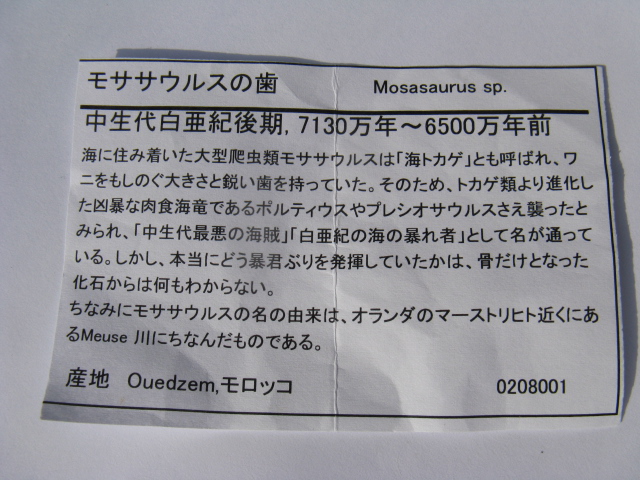 モササウルスの歯 Mosasaurus sp.
中生代白亜紀後期, 7130万年～6500万年前
海に住み着いた大型爬虫類モササウルスは「海トカゲ」とも呼ばれ、ワ
ニをもしのぐ大きさと鋭い歯を持っていた。そのため、トカゲ類より進化し
た凶暴な肉食海竜であるポルティウスやプレシオサウルスさえ襲ったと
みられ、「中生代最悪の海賊」「白亜紀の海の暴れ者」として名が通って
いる。しかし、本当にどう暴君ぶりを発揮していたかは、骨だけとなった
化石からは何もわからない。
ちなみにモササウルスの名の由来は、オランダのマーストリヒト近くにあ
るMeuse 川にちなんだものである。
産地 Ouedzem,モロッコ 0208001